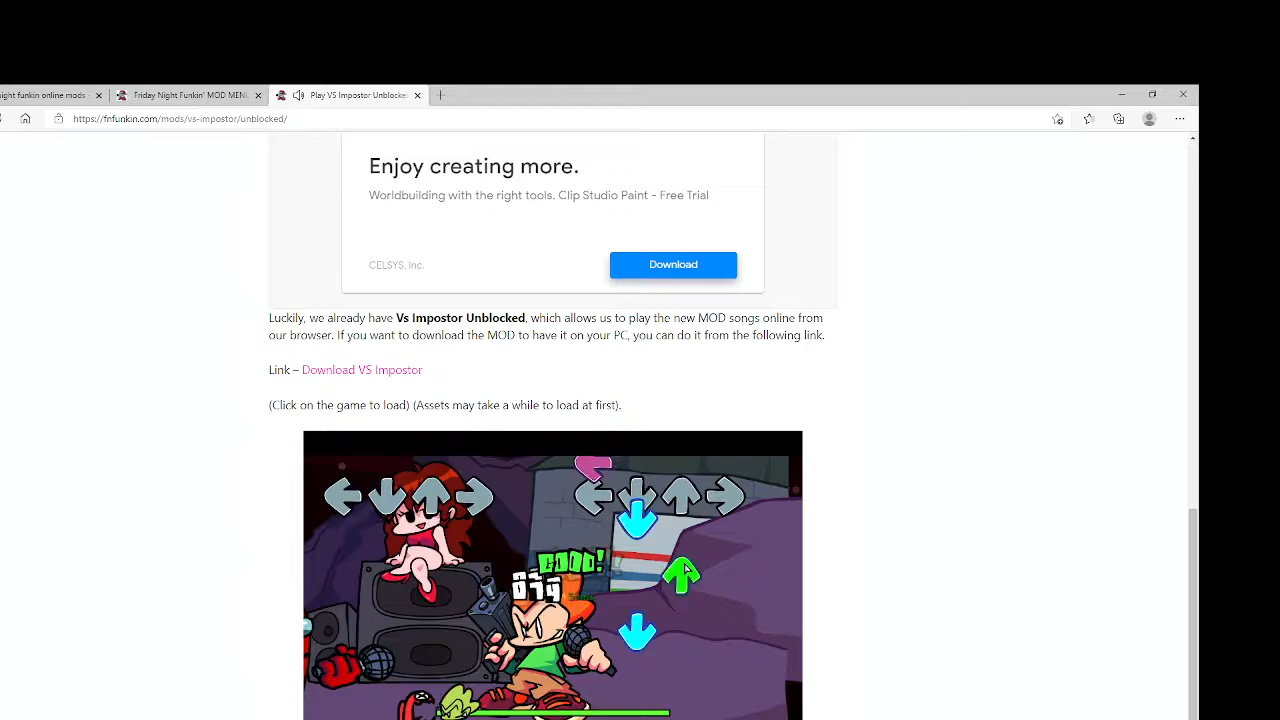 night funkin online mods
Friday Night Funkin' MOD MENU
Play VS Impostor Unblocked
https://fnfunkin.com/mods/vs-impostor/unblocked/
Enjoy creating more.
Worldbuilding with the right tools. Clip Studio Paint - Free Trial
CELSYS, Inc.
Download
Luckily, we already have Vs Impostor Unblocked, which allows us to play the new MOD songs online from
our browser. If you want to download the MOD to have it on your PC, you can do it from the following link.
Link – Download VS Impostor
(Click on the game to load) (Assets may take a while to load at first).
GOOD!